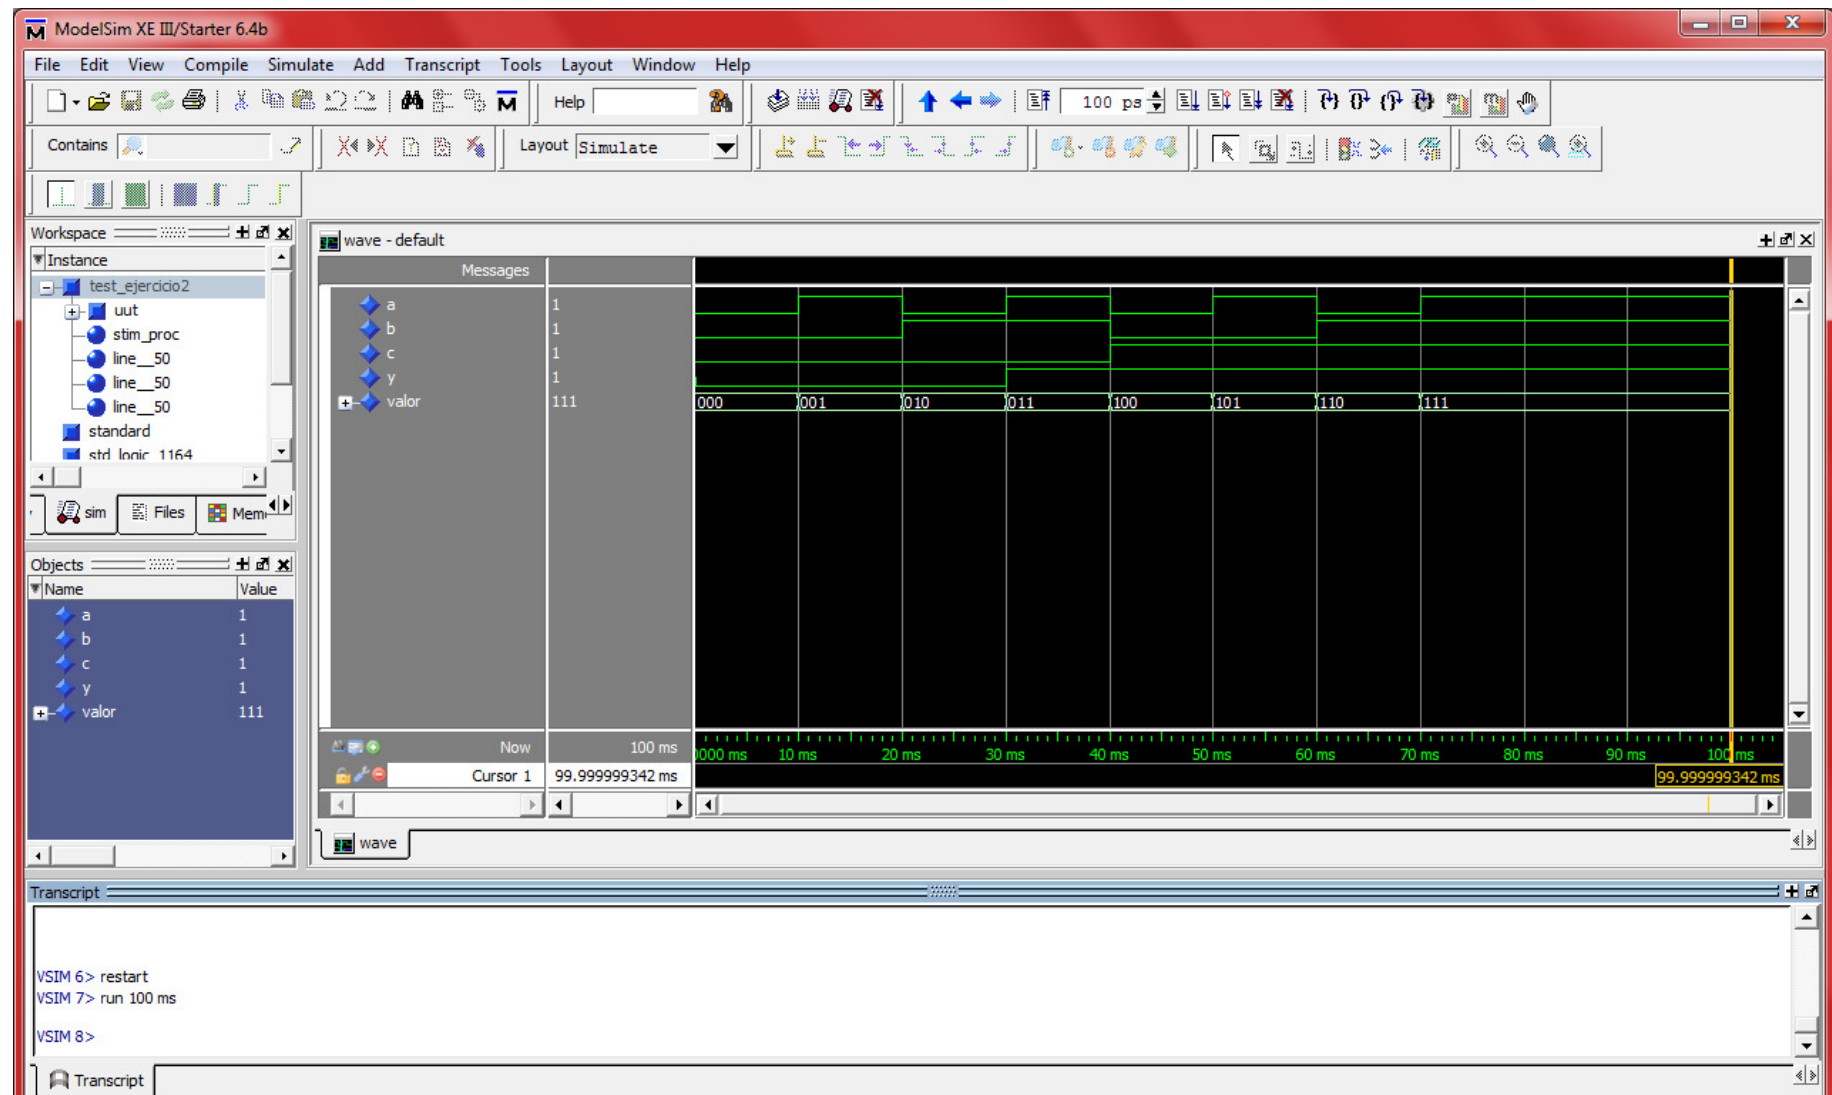 ModelSim XE III/Starter 6.4b
File Edit View Compile Simulate Add Transcript Tools Layout Window Help
Help 100 ps
Contains Layout Simulate
Workspace
Instance
test_ejercicio2
uut
stim_proc
line__50
line__50
line__50
standard
std_logic_1164
sim Files Mem
Objects
Name Value
a 1
b 1
c 1
y 1
valor 111
wave - default
Messages
a 1
b 1
c 1
y 1
valor 111 000 001 010 011 100 101 110 111
Now 100 ms 0000 ms 10 ms 20 ms 30 ms 40 ms 50 ms 60 ms 70 ms 80 ms 90 ms 100 ms
Cursor 1 99.999999342 ms 99.999999342 ms
wave
Transcript
VSIM 6> restart
VSIM 7> run 100 ms
VSIM 8>
Transcript